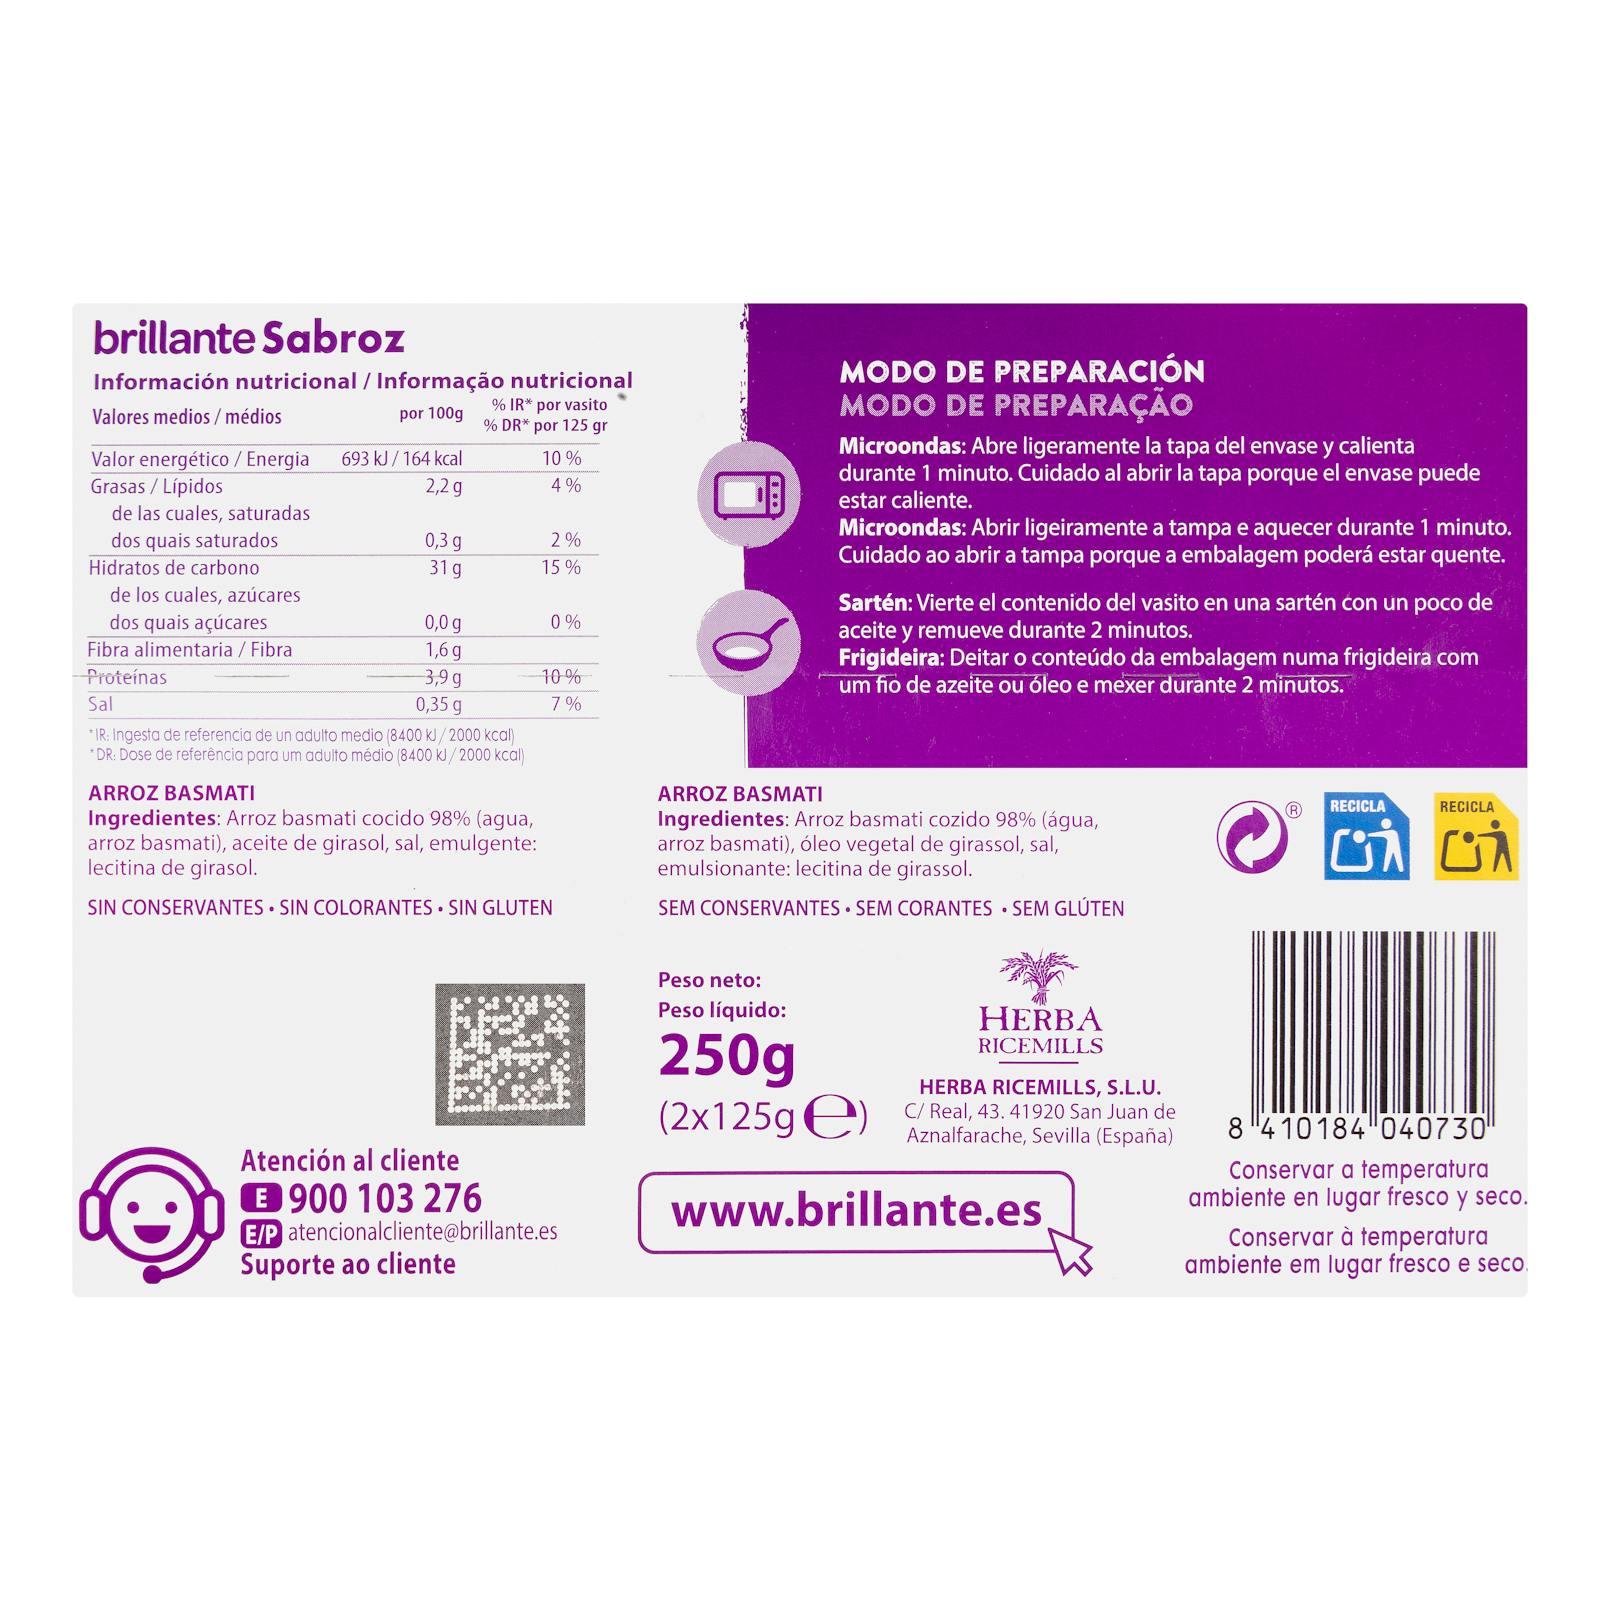 brillante Sabroz
Información nutricional / Informação nutricional
Valores medios / médios por 100g % IR* por vasito
% DR* por 125 gr
Valor energético / Energia 693 kJ / 164 kcal 10 %
Grasas / Lípidos 2,2 g 4 %
de las cuales, saturadas
dos quais saturados 0,3 g 2 %
Hidratos de carbono 31 g 15 %
de los cuales, azúcares
dos quais açúcares 0,0 g 0 %
Fibra alimentaria / Fibra 1,6 g
Proteínas 3,9 g 10 %
Sal 0,35 g 7 %
*IR: Ingesta de referencia de un adulto medio (8400 kJ / 2000 kcal)
*DR: Dose de referência para um adulto médio (8400 kJ / 2000 kcal)
MODO DE PREPARACIÓN
MODO DE PREPARAÇÃO
Microondas: Abre ligeramente la tapa del envase y calienta
durante 1 minuto. Cuidado al abrir la tapa porque el envase puede
estar caliente.
Microondas: Abrir ligeiramente a tampa e aquecer durante 1 minuto.
Cuidado ao abrir a tampa porque a embalagem poderá estar quente.
Sartén: Vierte el contenido del vasito en una sartén con un poco de
aceite y remueve durante 2 minutos.
Frigideira: Deitar o conteúdo da embalagem numa frigideira com
um fio de azeite ou óleo e mexer durante 2 minutos.
ARROZ BASMATI
Ingredientes: Arroz basmati cocido 98% (agua,
arroz basmati), aceite de girasol, sal, emulgente:
lecitina de girasol.
SIN CONSERVANTES • SIN COLORANTES • SIN GLUTEN
ARROZ BASMATI
Ingredientes: Arroz basmati cozido 98% (água,
arroz basmati), óleo vegetal de girassol, sal,
emulsionante: lecitina de girassol.
SEM CONSERVANTES • SEM CORANTES • SEM GLÚTEN
®
RECICLA
RECICLA
Peso neto:
Peso líquido:
250g
(2x125g ℮)
HERBA
RICEMILLS
HERBA RICEMILLS, S.L.U.
C/ Real, 43. 41920 San Juan de
Aznalfarache, Sevilla (España)
8 410184 040730
Conservar a temperatura
ambiente en lugar fresco y seco.
Conservar à temperatura
ambiente em lugar fresco e seco.
Atención al cliente
E 900 103 276
E/P atencionalcliente@brillante.es
Suporte ao cliente
www.brillante.es